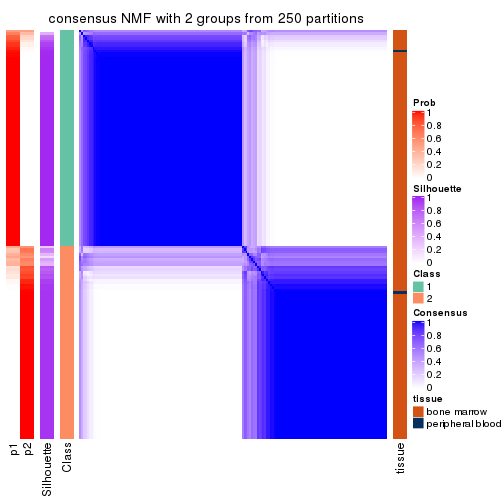 consensus NMF with 2 groups from 250 partitions
Prob
1
0.8
0.6
0.4
0.2
0
Silhouette
1
0.8
0.6
0.4
0.2
0
Class
1
2
Consensus
1
0.8
0.6
0.4
0.2
0
tissue
bone marrow
peripheral blood
p1
p2
Silhouette
Class
tissue